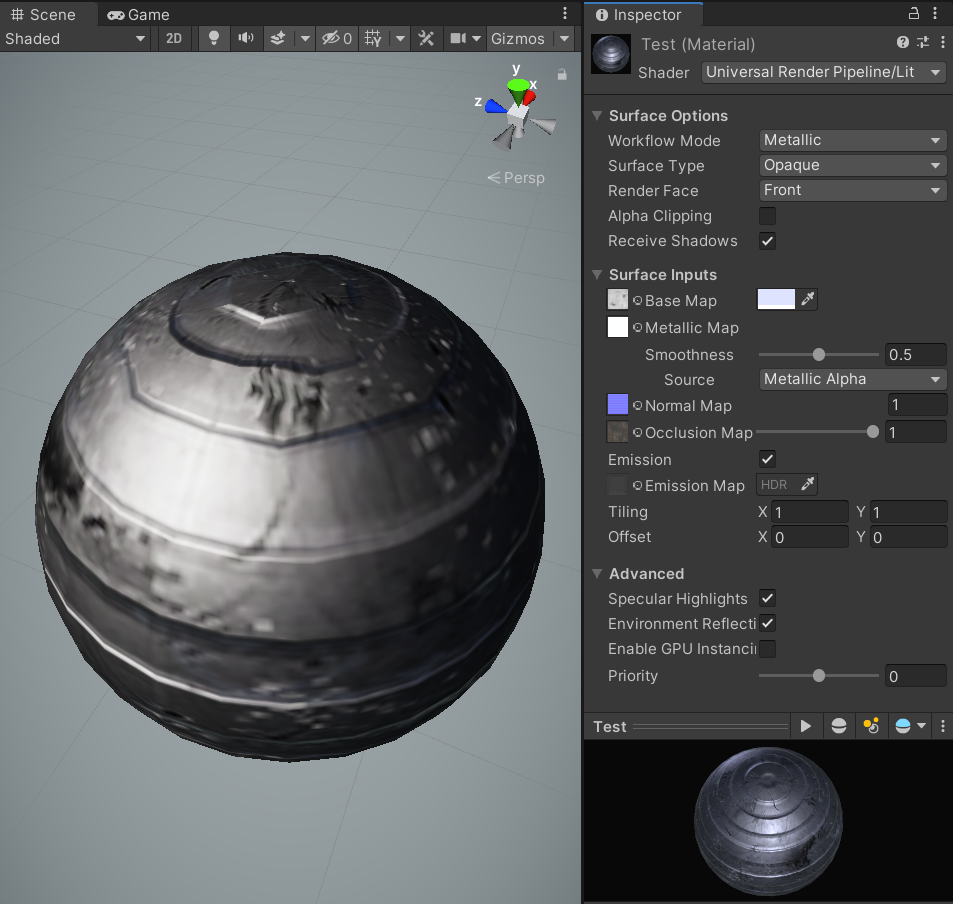 Scene Game
Shaded 2D 0 Gizmos
y
x
z
Persp
Inspector
Test (Material)
Shader Universal Render Pipeline/Lit
Surface Options
Workflow Mode Metallic
Surface Type Opaque
Render Face Front
Alpha Clipping
Receive Shadows
Surface Inputs
Base Map
Metallic Map
Smoothness 0.5
Source Metallic Alpha
Normal Map 1
Occlusion Map 1
Emission
Emission Map HDR
Tiling X 1 Y 1
Offset X 0 Y 0
Advanced
Specular Highlights
Environment Reflecti
Enable GPU Instancin
Priority 0
Test